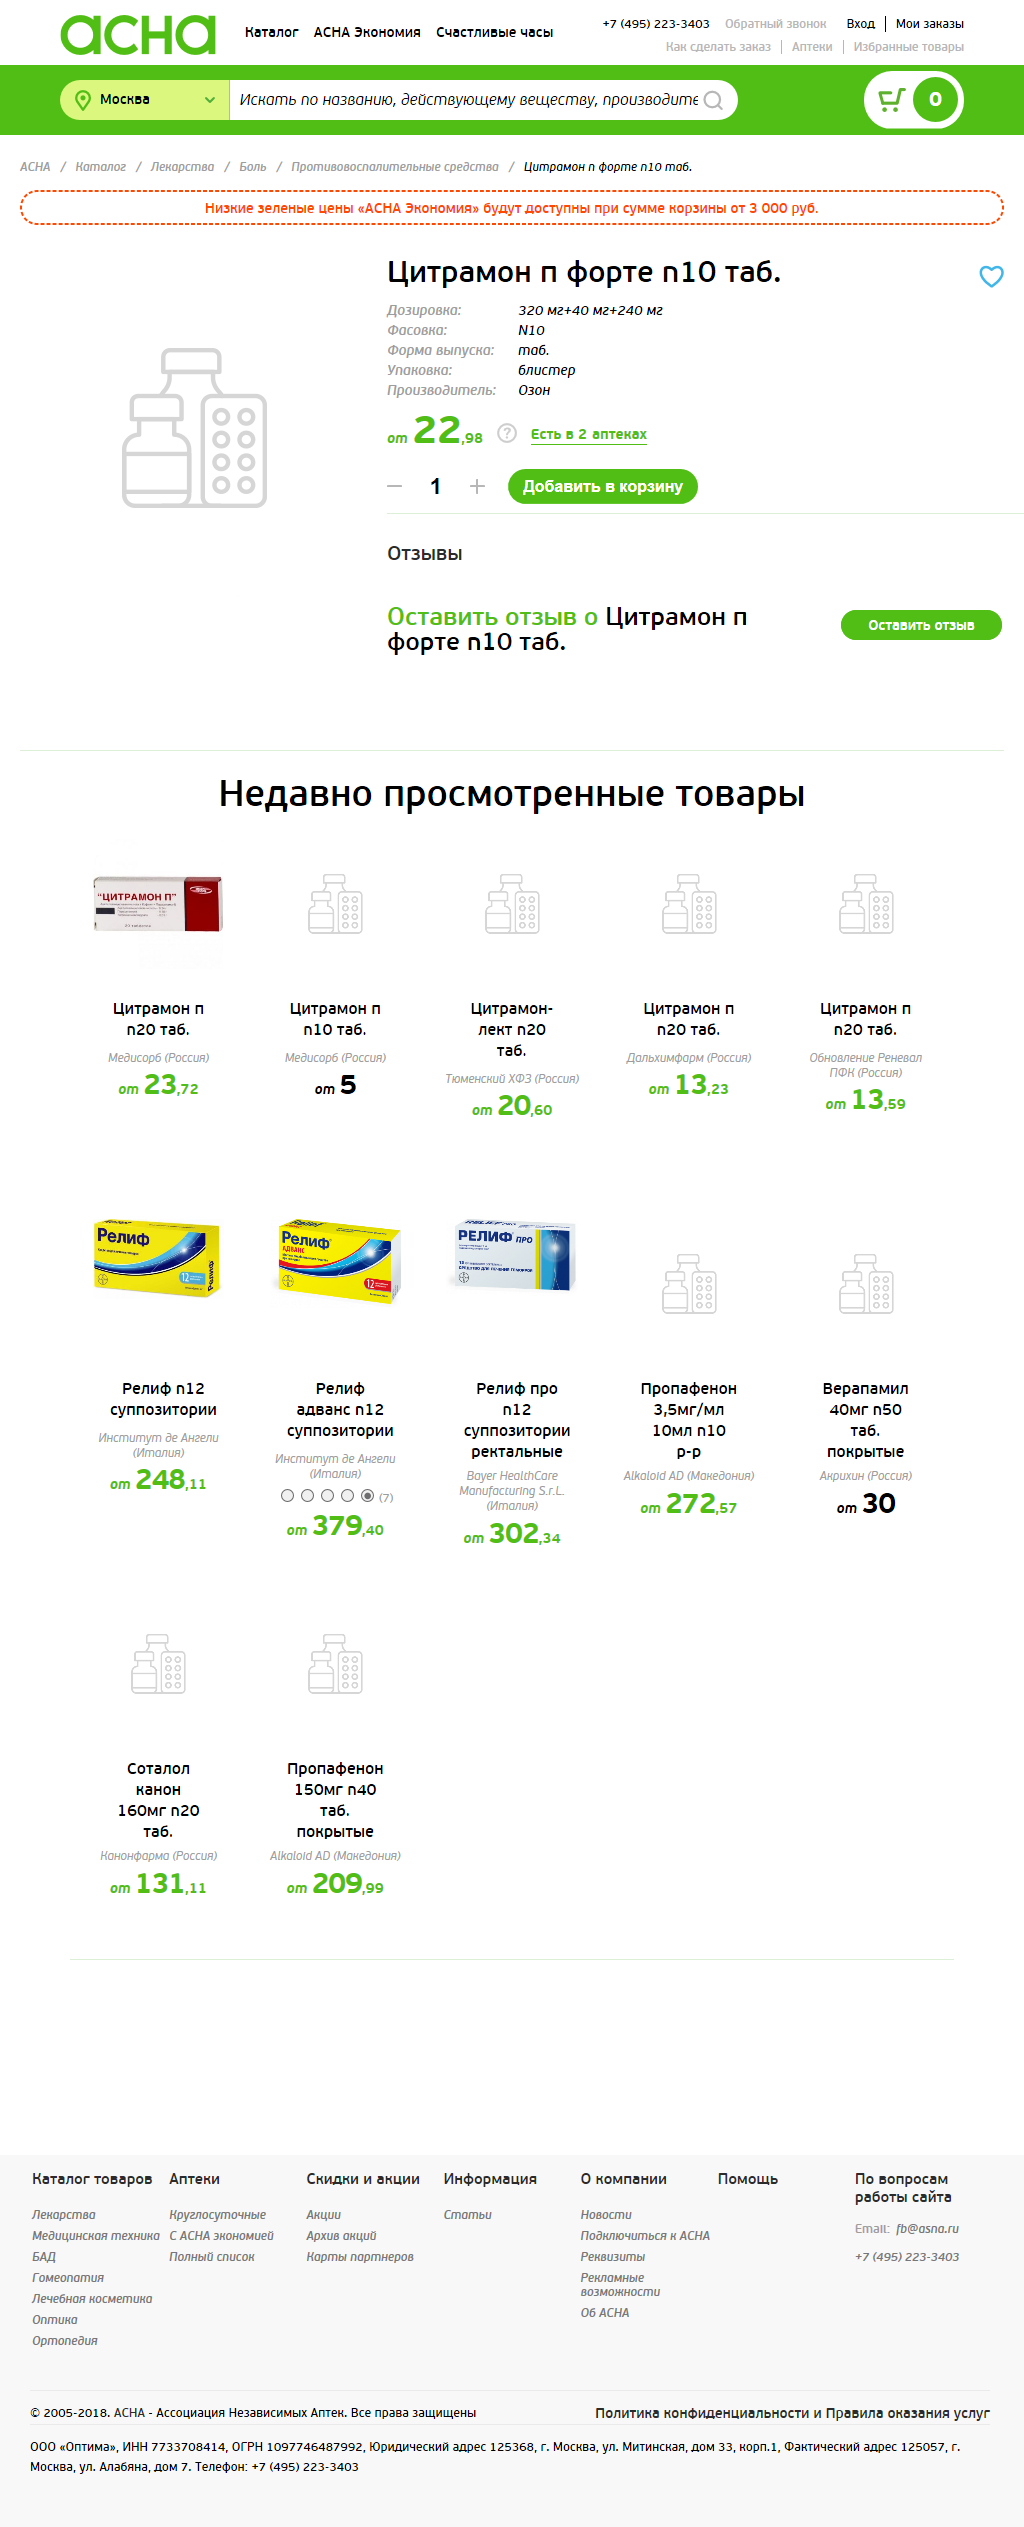 асна
Каталог АСНА Экономия Счастливые часы
+7 (495) 223-3403 Обратный звонок Вход Мои заказы
Как сделать заказ Аптеки Избранные товары
Москва
Искать по названию, действующему веществу, производите
0
АСНА / Каталог / Лекарства / Боль / Противовоспалительные средства / Цитрамон п форте n10 таб.
Низкие зеленые цены «АСНА Экономия» будут доступны при сумме корзины от 3 000 руб.
Цитрамон п форте n10 таб.
Дозировка: 320 мг+40 мг+240 мг
Фасовка: N10
Форма выпуска: таб.
Упаковка: блистер
Производитель: Озон
от 22,98 ? Есть в 2 аптеках
— 1 + Добавить в корзину
Отзывы
Оставить отзыв о Цитрамон п
форте n10 таб.
Оставить отзыв
Недавно просмотренные товары
"ЦИТРАМОН П"
Цитрамон п
n20 таб.
Медисорб (Россия)
от 23,72
Цитрамон п
n10 таб.
Медисорб (Россия)
от 5
Цитрамон-
лект n20
таб.
Тюменский ХФЗ (Россия)
от 20,60
Цитрамон п
n20 таб.
Дальхимфарм (Россия)
от 13,23
Цитрамон п
n20 таб.
Обновление Реневал
ПФК (Россия)
от 13,59
Релиф
12
Релиф
Релиф n12
суппозитории
Институт де Ангели
(Италия)
от 248,11
Релиф
АДВАНС
12
Релиф
адванс n12
суппозитории
Институт де Ангели
(Италия)
(7)
от 379,40
РЕЛИФ ПРО
Релиф про
n12
суппозитории
ректальные
Bayer HealthCare
Manufacturing S.r.L.
(Италия)
от 302,34
Пропафенон
3,5мг/мл
10мл n10
р-р
Alkaloid AD (Македония)
от 272,57
Верапамил
40мг n50
таб.
покрытые
Акрихин (Россия)
от 30
Соталол
канон
160мг n20
таб.
Канонфарма (Россия)
от 131,11
Пропафенон
150мг n40
таб.
покрытые
Alkaloid AD (Македония)
от 209,99
Каталог товаров
Лекарства
Медицинская техника
БАД
Гомеопатия
Лечебная косметика
Оптика
Ортопедия
Аптеки
Круглосуточные
С АСНА экономией
Полный список
Скидки и акции
Акции
Архив акций
Карты партнеров
Информация
Статьи
О компании
Новости
Подключиться к АСНА
Реквизиты
Рекламные
возможности
Об АСНА
Помощь
По вопросам
работы сайта
Email: fb@asna.ru
+7 (495) 223-3403
© 2005-2018. АСНА - Ассоциация Независимых Аптек. Все права защищены
Политика конфиденциальности и Правила оказания услуг
ООО «Оптима», ИНН 7733708414, ОГРН 1097746487992, Юридический адрес 125368, г. Москва, ул. Митинская, дом 33, корп.1, Фактический адрес 125057, г.
Москва, ул. Алабяна, дом 7. Телефон: +7 (495) 223-3403